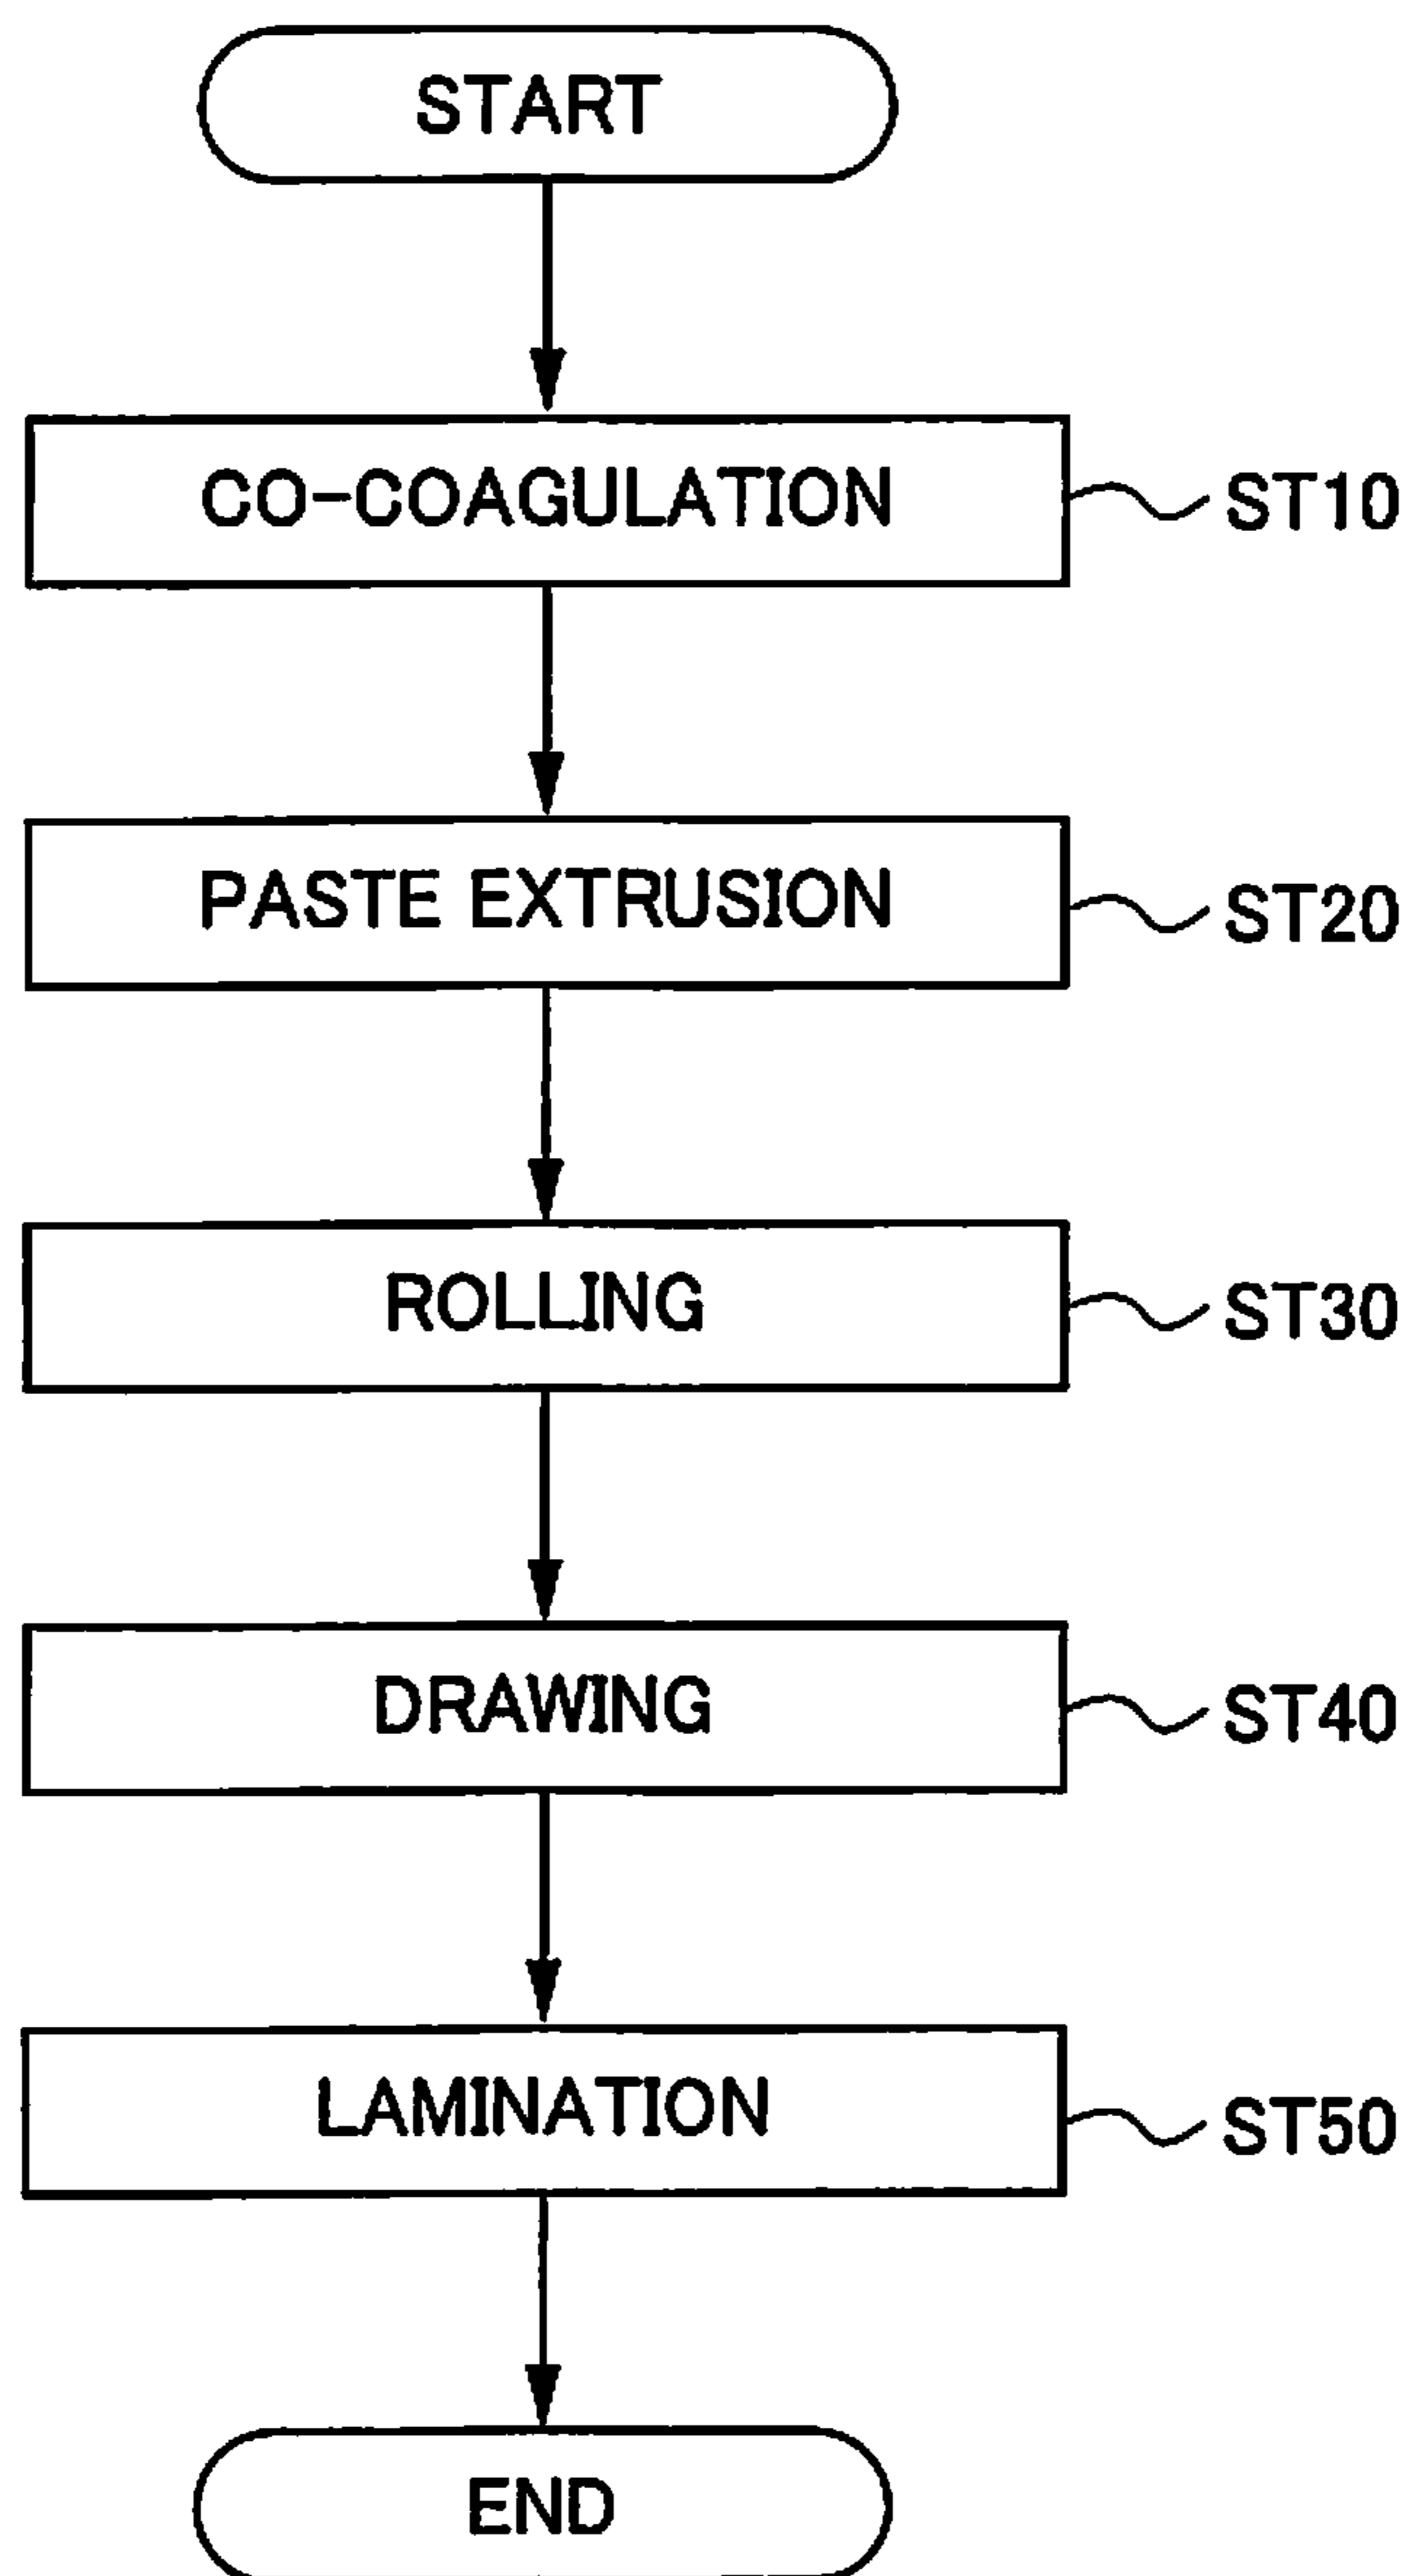 START
CO-COAGULATION
ST10
PASTE EXTRUSION
ST20
ROLLING
ST30
DRAWING
ST40
LAMINATION
ST50
END